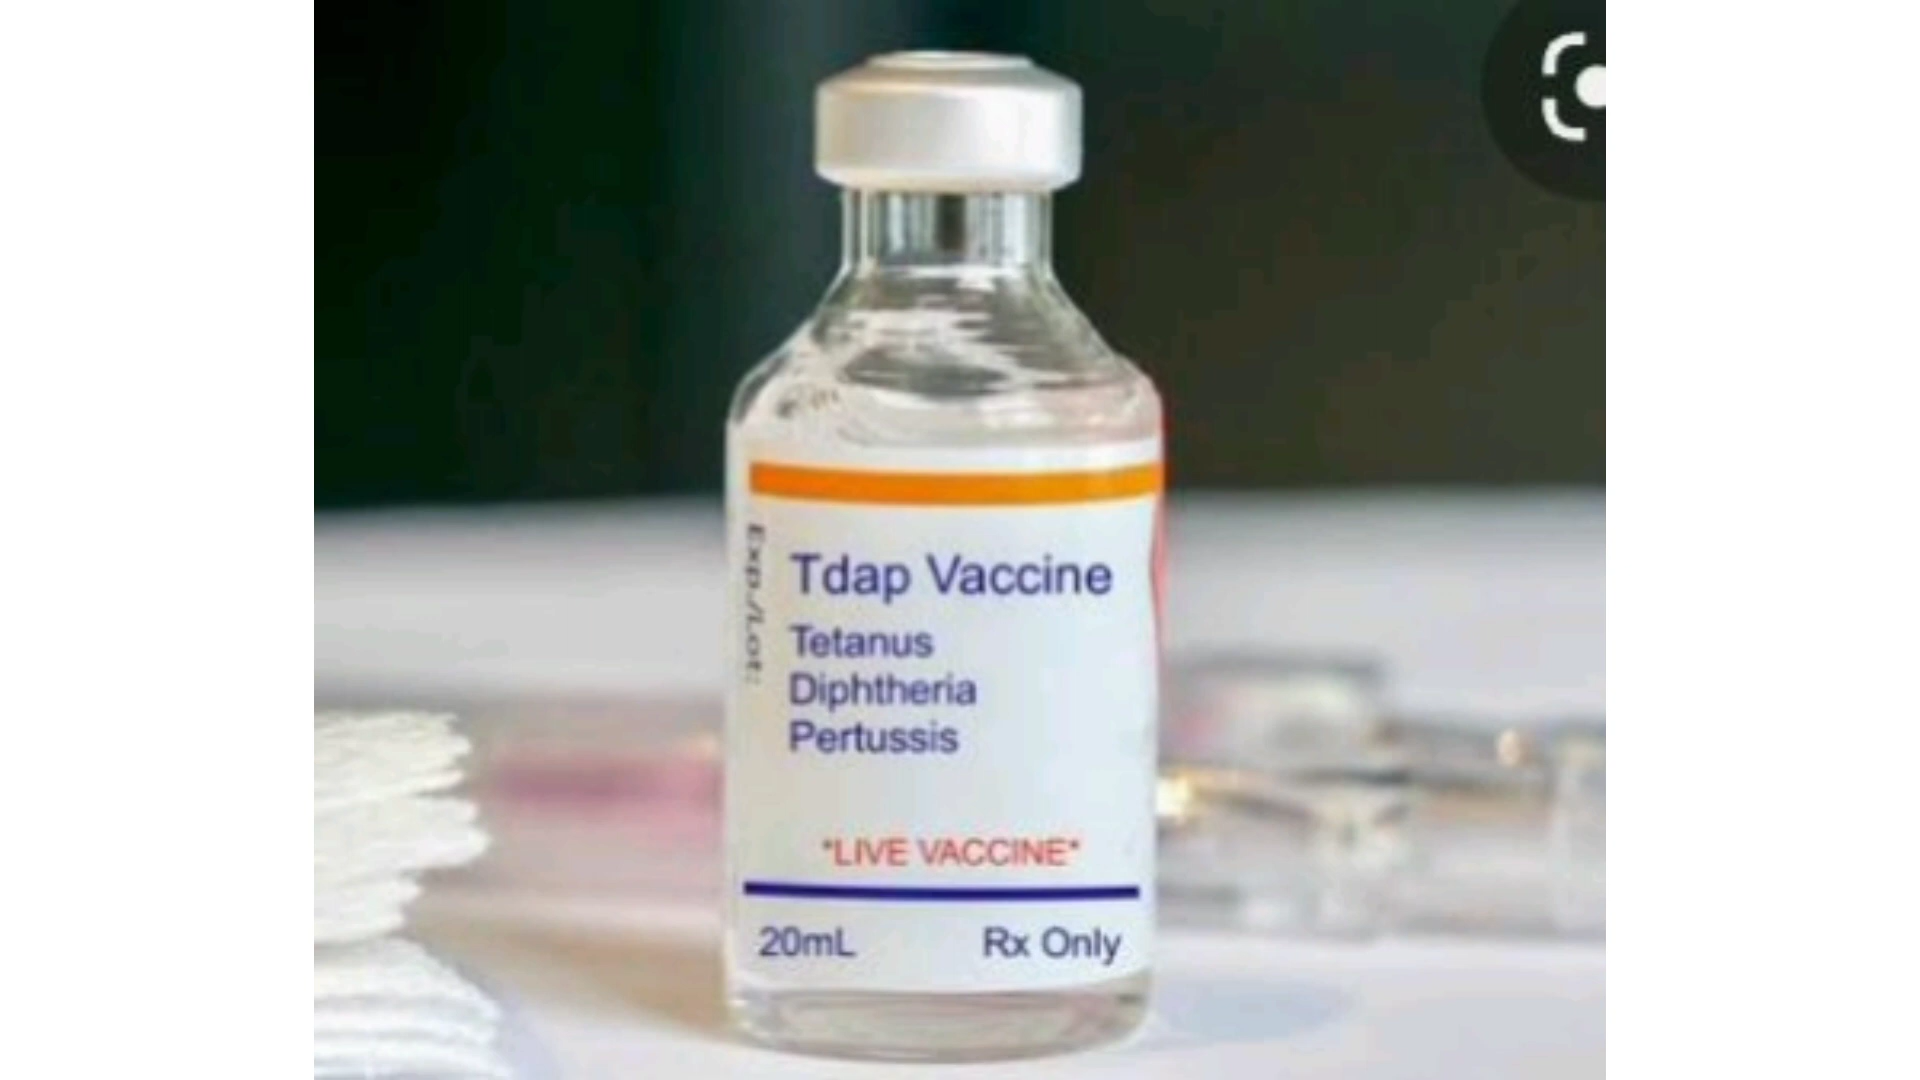 Exp./Lot:
Tdap Vaccine
Tetanus
Diphtheria
Pertussis
*LIVE VACCINE*
20mL
Rx Only